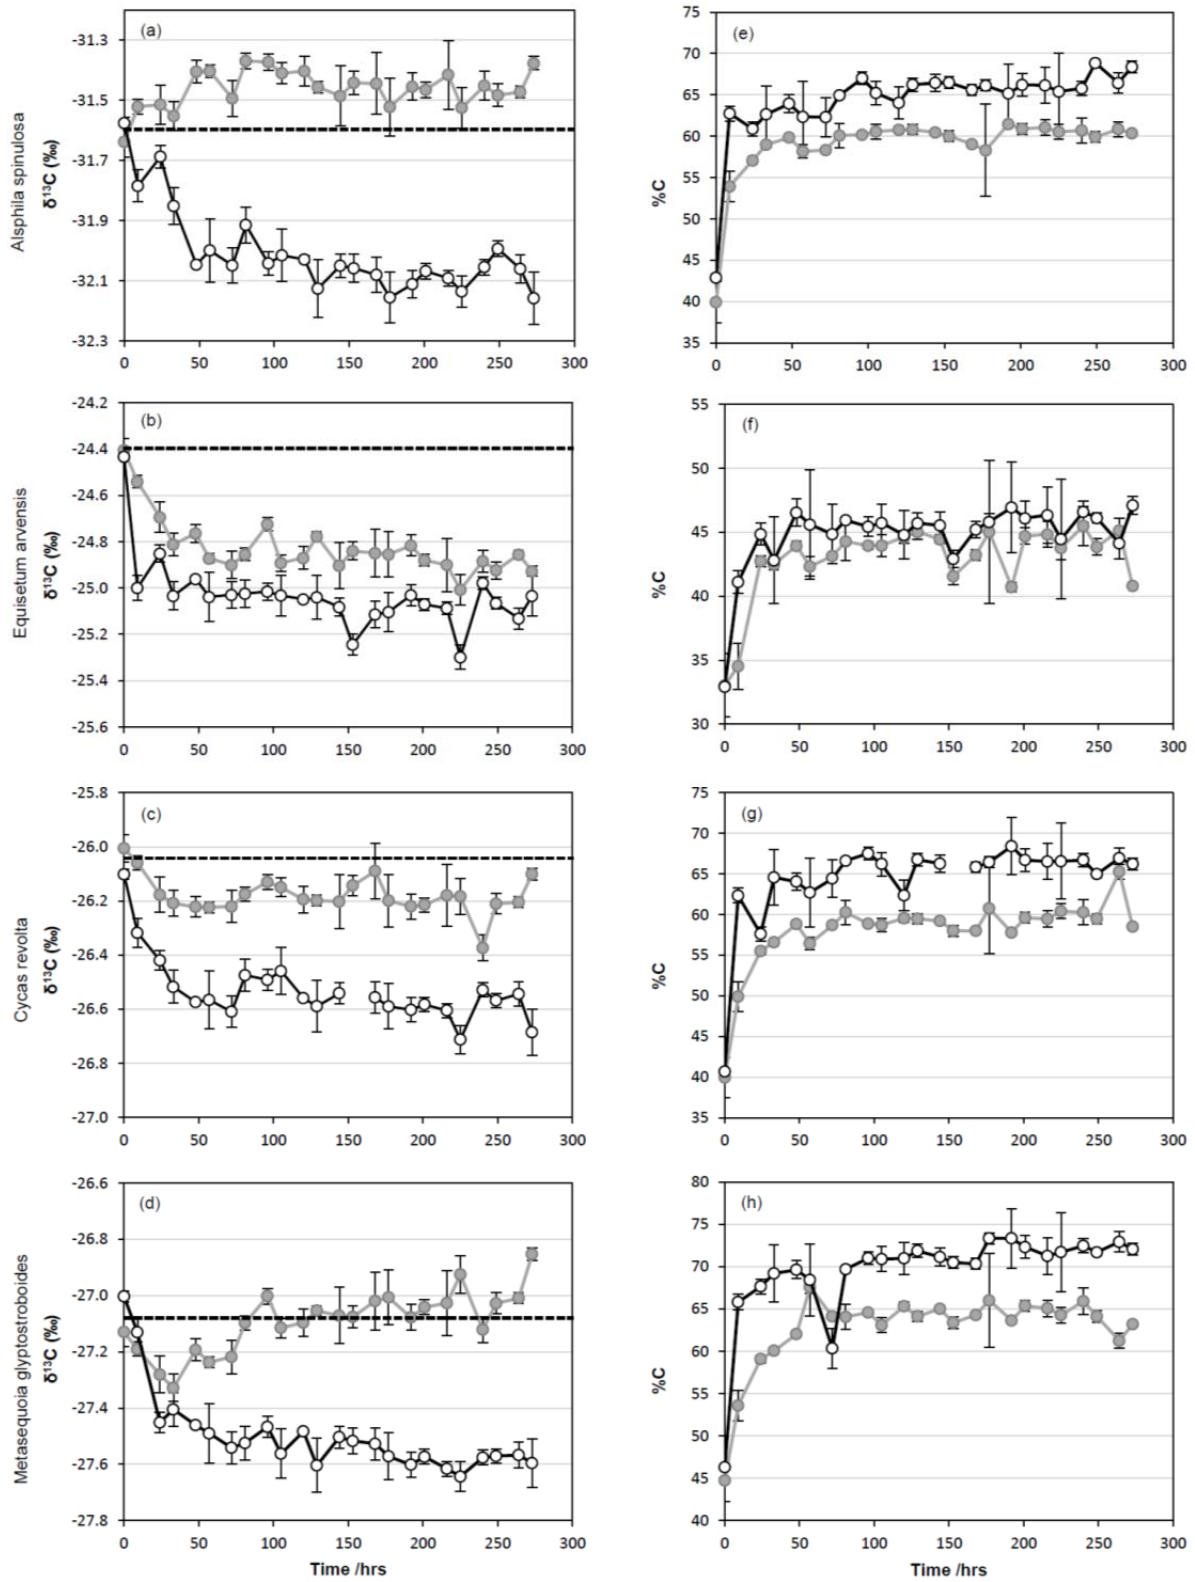 (a)
-31.3
-31.5
-31.7
-31.9
-32.1
-32.3
0 50 100 150 200 250 300
δ¹³C (‰)
Alsphila spinulosa
(e)
75
70
65
60
55
50
45
40
35
0 50 100 150 200 250 300
%C
(b)
-24.2
-24.4
-24.6
-24.8
-25.0
-25.2
-25.4
-25.6
0 50 100 150 200 250 300
δ¹³C (‰)
Equisetum arvensis
(f)
55
50
45
40
35
30
0 50 100 150 200 250 300
%C
(c)
-25.8
-26.0
-26.2
-26.4
-26.6
-26.8
-27.0
0 50 100 150 200 250 300
δ¹³C (‰)
Cycas revolta
(g)
75
70
65
60
55
50
45
40
35
0 50 100 150 200 250 300
%C
(d)
-26.6
-26.8
-27.0
-27.2
-27.4
-27.6
-27.8
0 50 100 150 200 250 300
δ¹³C (‰)
Metasequoia glyptostroboides
Time /hrs
(h)
80
75
70
65
60
55
50
45
40
0 50 100 150 200 250 300
%C
Time /hrs